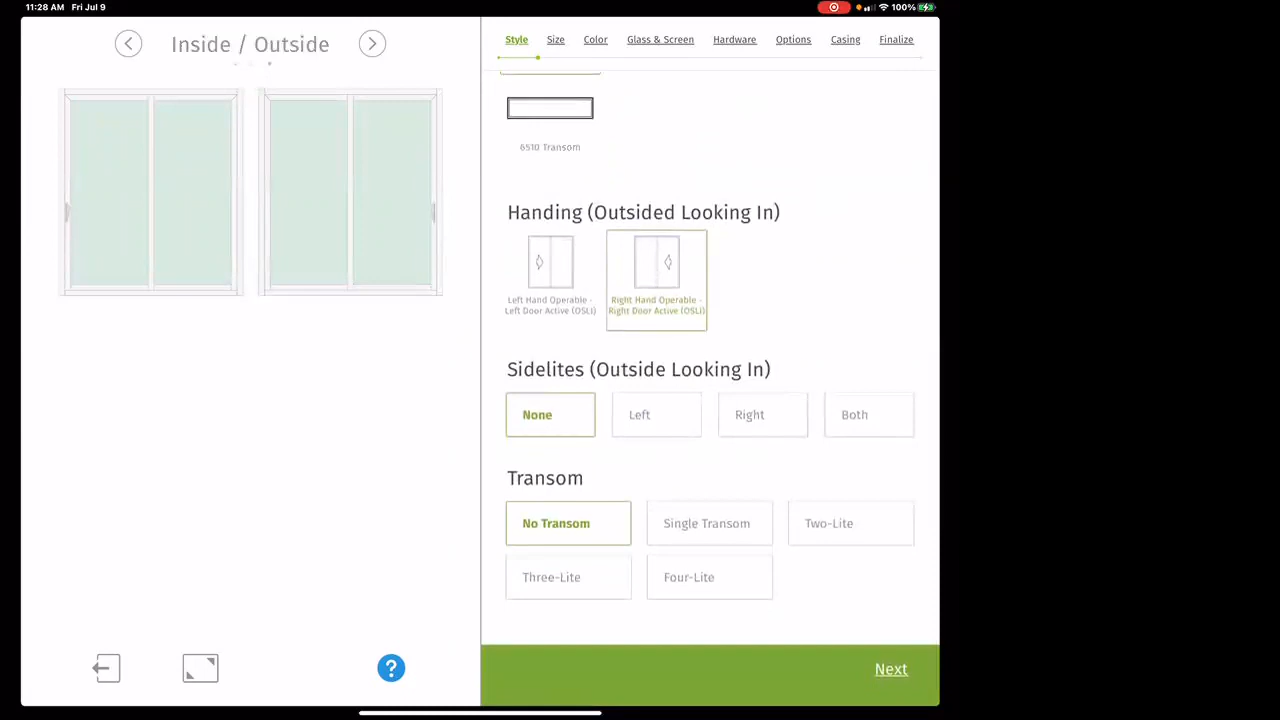 11:28 AM Fri Jul 9
100%
Inside / Outside
Style Size Color Glass & Screen Hardware Options Casing Finalize
6510 Transom
Handing (Outsided Looking In)
Left Hand Operable -
Left Door Active (OSLI)
Right Hand Operable -
Right Door Active (OSLI)
Sidelites (Outside Looking In)
None Left Right Both
Transom
No Transom Single Transom Two-Lite
Three-Lite Four-Lite
?
Next